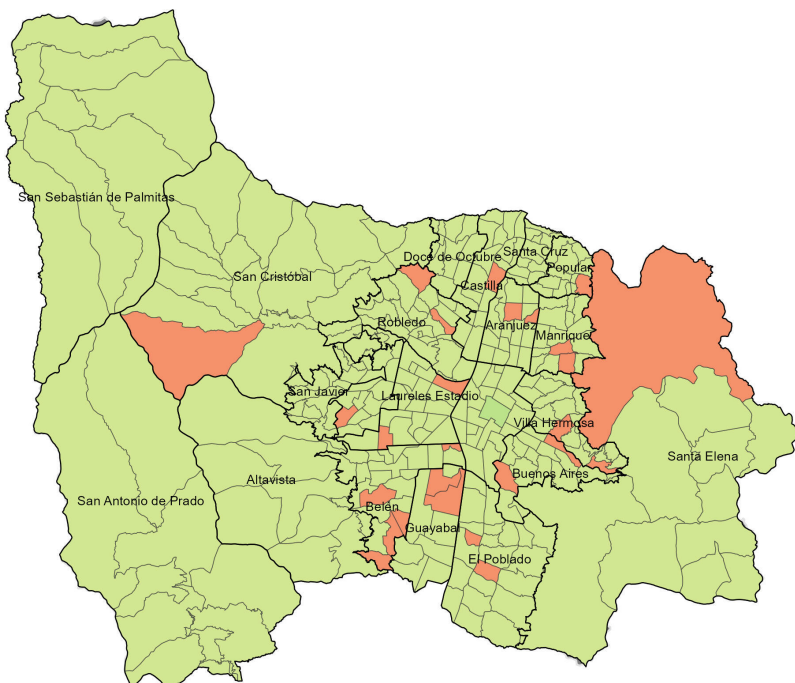 San Sebastián de Palmitas
San Cristóbal
Doce de Octubre
Santa Cruz
Popular
Castilla
Robledo
Aranjuez
Manrique
San Javier
Laureles Estadio
Villa Hermosa
Santa Elena
Buenos Aires
Altavista
San Antonio de Prado
Belén
Guayabal
El Poblado